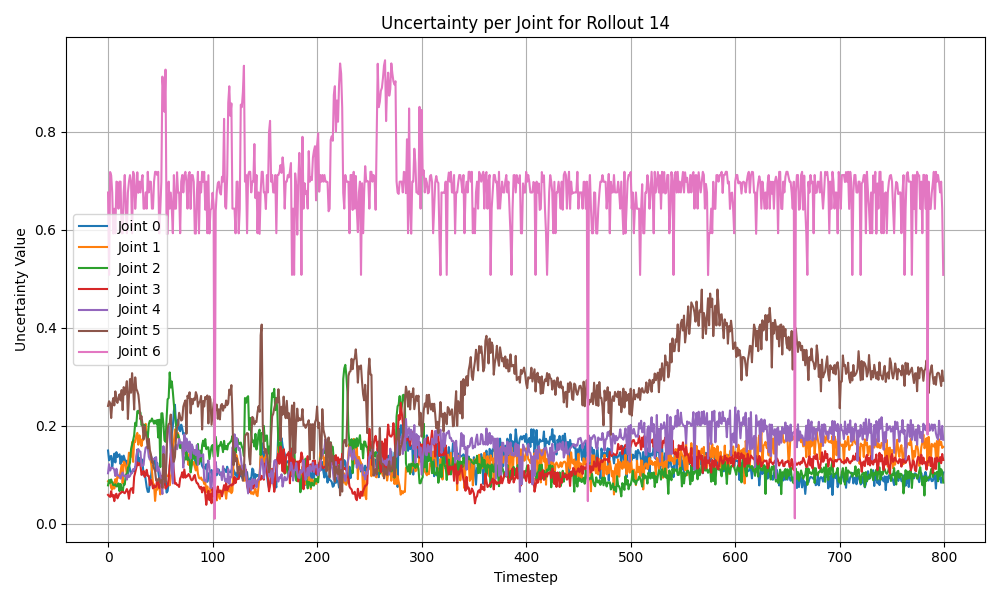 Uncertainty per Joint for Rollout 14
Uncertainty Value
0.8
0.6
0.4
0.2
0.0
Joint 0
Joint 1
Joint 2
Joint 3
Joint 4
Joint 5
Joint 6
0 100 200 300 400 500 600 700 800
Timestep